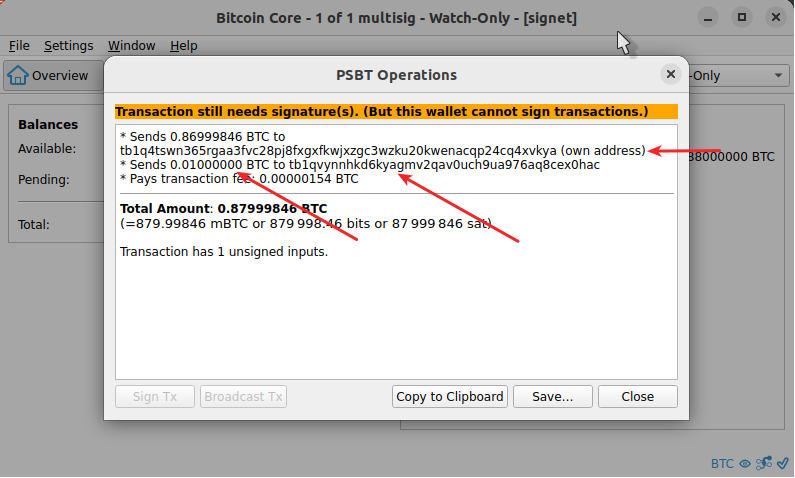 Bitcoin Core - 1 of 1 multisig - Watch-Only - [signet]
File Settings Window Help
Overview
-Only
PSBT Operations
Transaction still needs signature(s). (But this wallet cannot sign transactions.)
Balances
Available:
Pending:
Total:
88000000 BTC
* Sends 0.86999846 BTC to
tb1q4tswn365rgaa3fvc28pj8fxgxfkwjxzgc3wzku20kwenacqp24cq4xvkya (own address)
* Sends 0.01000000 BTC to tb1qvynnhkd6kyagmv2qav0uch9ua976aq8cex0hac
* Pays transaction fee: 0.00000154 BTC
Total Amount: 0.87999846 BTC
(=879.99846 mBTC or 879 998.46 bits or 87 999 846 sat)
Transaction has 1 unsigned inputs.
Sign Tx Broadcast Tx Copy to Clipboard Save... Close
BTC